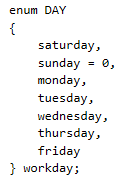 enum DAY
{
    saturday,
    sunday = 0,
    monday,
    tuesday,
    wednesday,
    thursday,
    friday
} workday;